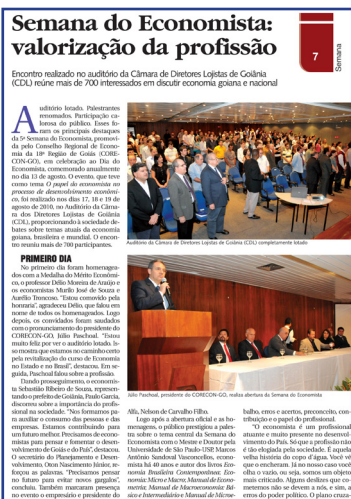 Semana do Economista:
valorização da profissão
Encontro realizado no auditório da Câmara de Diretores Lojistas de Goiânia
(CDL) reúne mais de 700 interessados em discutir economia goiana e nacional
7
Semana
Auditório lotado. Palestrantes
renomados. Participação ca-
lorosa do público. Esses fo-
ram os principais destaques
da 5ª Semana do Economista, promovi-
da pelo Conselho Regional de Econo-
mia da 18ª Região de Goiás (CORE-
CON-GO), em celebração ao Dia do
Economista, comemorado anualmente
no dia 13 de agosto. O evento, que teve
como tema O papel do economista no
processo de desenvolvimento econômi-
co, foi realizado nos dias 17, 18 e 19 de
agosto de 2010, no Auditório da Câma-
ra dos Diretores Lojistas de Goiânia
(CDL), proporcionando à sociedade de-
bates sobre temas atuais da economia
goiana, brasileira e mundial. O encon-
tro reuniu mais de 700 participantes.
PRIMEIRO DIA
No primeiro dia foram homenagea-
dos com a Medalha do Mérito Econômi-
co, o professor Délio Moreira de Araújo e
os economistas Murilo José de Souza e
Aurélio Troncoso. "Estou comovido pela
honraria", agradeceu Délio, que falou em
nome de todos os homenageados. Logo
depois, os convidados foram saudados
com o pronunciamento do presidente do
CORECON-GO, Júlio Paschoal. "Estou
muito feliz por ver o auditório lotado. Is-
so mostra que estamos no caminho certo
pela revitalização do curso de Economia
no Estado e no Brasil", destacou. Em se-
guida, Paschoal falou sobre a profissão.
Dando prosseguimento, o economis-
ta Sebastião Ribeiro de Souza, represen-
tando o prefeito de Goiânia, Paulo Garcia,
discorreu sobre a importância do profis-
sional na sociedade. "Nos formamos pa-
ra auxiliar o consumo das pessoas e das
empresas. Estamos contribuindo para
um futuro melhor. Precisamos de econo-
mistas para pensar e fomentar o desen-
volvimento de Goiás e do País", destacou.
O secretário do Planejamento e Desen-
volvimento, Oton Nascimento Júnior, re-
forçou as palavras. "Precisamos pensar
no futuro para evitar novos gargalos",
concluiu. Também marcaram presença
no evento o empresário e presidente do
Auditório da Câmara de Diretores Lojistas de Goiânia (CDL) completamente lotado
Júlio Paschoal, presidente do CORECON-GO, realiza abertura da Semana do Economista
Alfa, Nelson de Carvalho Filho.
Logo após a abertura oficial e as ho-
menagens, o público prestigiou a pales-
tra sobre o tema central da Semana do
Economista com o Mestre e Doutor pela
Universidade de São Paulo-USP, Marcos
Antônio Sandoval Vasconcellos, econo-
mista há 40 anos e autor dos livros Eco-
nomia Brasileira Contemporânea; Eco-
nomia: Micro e Macro; Manual de Econo-
metria; Manual de Macroeconomia: Bási-
co e Intermediário e Manual de Microe-
balho, erros e acertos, preconceito, con-
tribuição e o papel do profissional.
"O economista é um profissional
atuante e muito presente no desenvol-
vimento do País. Só que a profissão não
é tão elogiada pela sociedade. É aquela
velha história do copo d'água. Você vê
que o encheram. Já no nosso caso você
olha o vazio, ou seja, somos um objeto
mais criticado. Alguns deslizes que co-
metemos não se devem a nós, e sim, a
erros do poder político. O plano cruza-